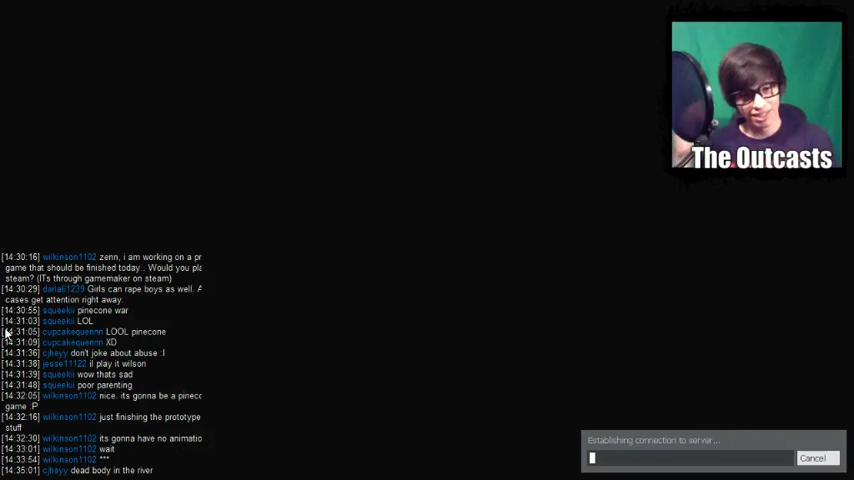 The Outcasts
[14:30:16] wilkinson1102 zenn, i am working on a pr
game that should be finished today.. Would you pla
steam? (ITs through gamemaker on steam)
[14:30:29] darla61239 Girls can rape boys as well. A
cases get attention right away.
[14:30:55] squeekii pinecone war
[14:31:03] squeekii LOL
[14:31:05] cupcakequennn LOOL pinecone
[14:31:09] cupcakequennn XD
[14:31:36] cjheyy don't joke about abuse :I
[14:31:38] jesse11122 il play it wilson
[14:31:39] squeekii wow thats sad
[14:31:48] squeekii poor parenting
[14:32:05] wilkinson1102 nice. its gonna be a pinec
game :P
[14:32:16] wilkinson1102 just finishing the prototype
stuff
[14:32:30] wilkinson1102 its gonna have no animatio
[14:33:01] wilkinson1102 wait
[14:33:54] wilkinson1102 ***
[14:35:01] cjheyy dead body in the river
Establishing connection to server...
Cancel